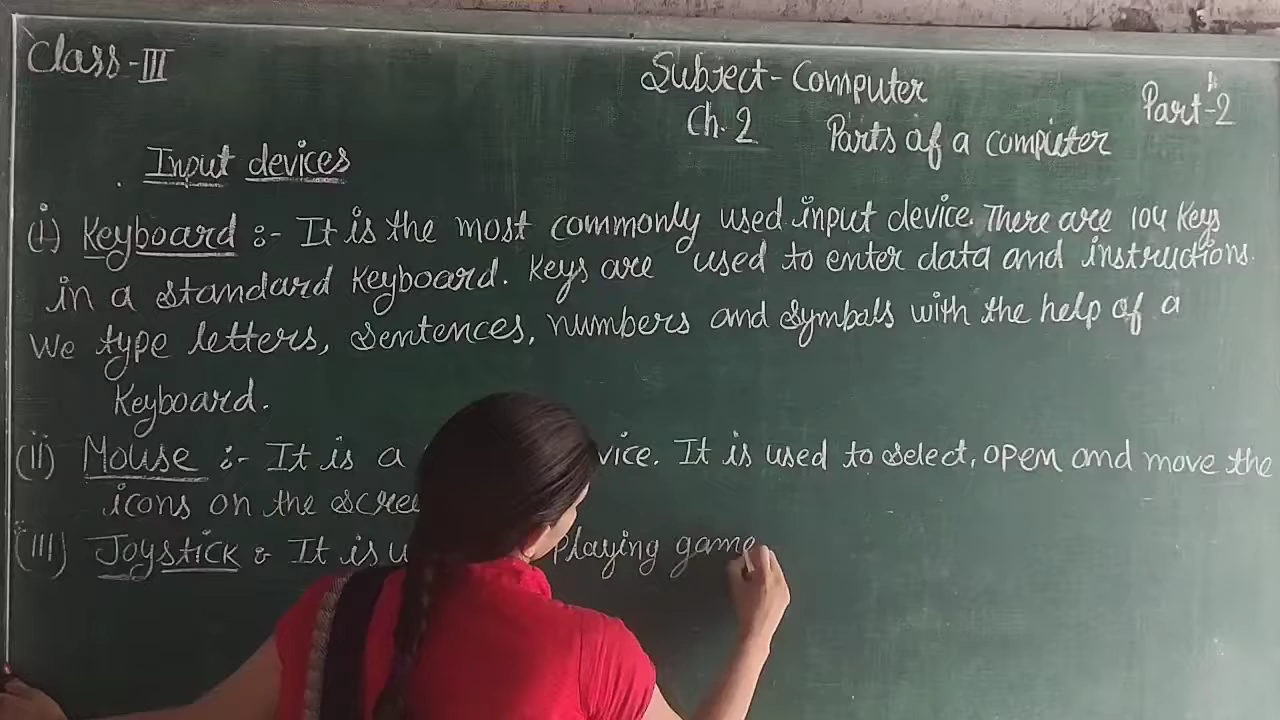 Class-III
Subject-Computer
Part-2
Ch. 2 Parts of a computer
Input devices
(i) Keyboard :- It is the most commonly used input device. There are 104 Keys
in a standard Keyboard. Keys are used to enter data and instructions.
We type letters, sentences, numbers and symbols with the help of a
Keyboard.
(ii) Mouse :- It is a vice. It is used to select, open and move the
icons on the scree
(III) Joystick : It is u Playing game